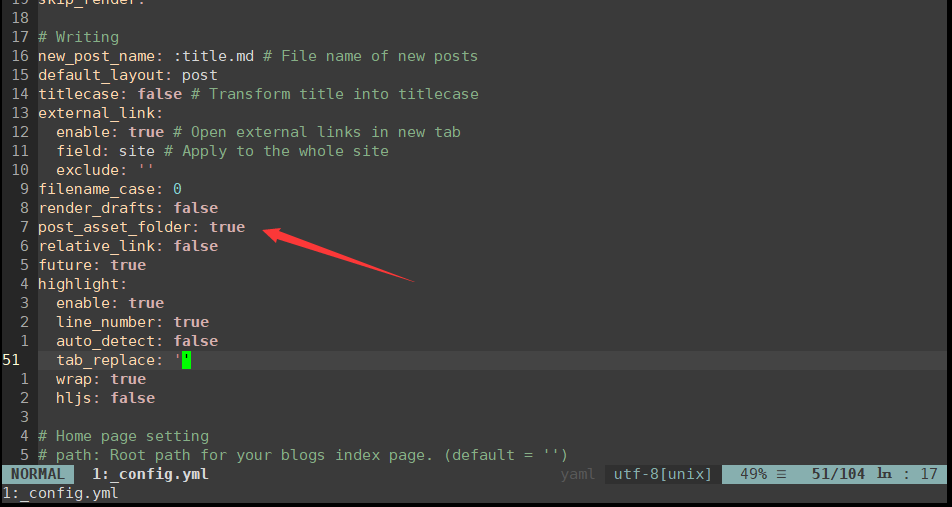 19 skip_render:
18
17 # Writing
16 new_post_name: :title.md # File name of new posts
15 default_layout: post
14 titlecase: false # Transform title into titlecase
13 external_link:
12   enable: true # Open external links in new tab
11   field: site # Apply to the whole site
10   exclude: ''
9 filename_case: 0
8 render_drafts: false
7 post_asset_folder: true
6 relative_link: false
5 future: true
4 highlight:
3   enable: true
2   line_number: true
1   auto_detect: false
51   tab_replace: ''
1   wrap: true
2   hljs: false
3
4 # Home page setting
5 # path: Root path for your blogs index page. (default = '')
NORMAL 1:_config.yml yaml utf-8[unix] 49% ☰ 51/104 ln : 17
1:_config.yml